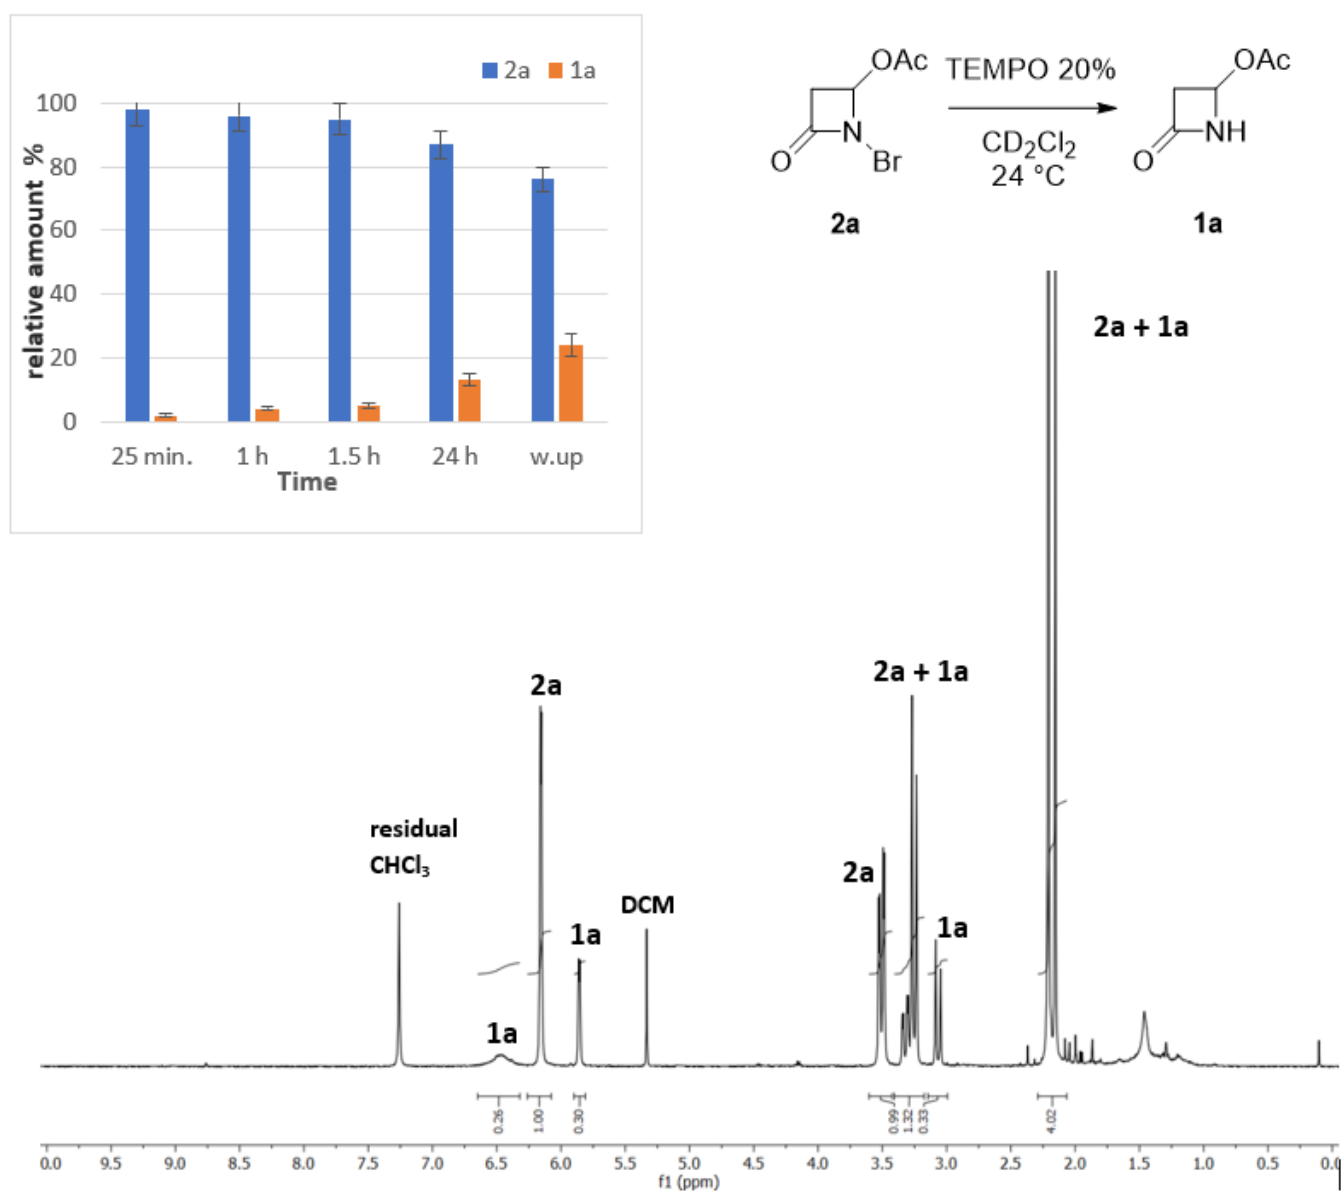 2a 1a
100
80
60
40
20
0
relative amount %
25 min. 1 h 1.5 h 24 h w.up
Time
OAc
N
Br
O
2a
TEMPO 20%
CD2Cl2
24 °C
OAc
NH
O
1a
2a + 1a
2a + 1a
2a
residual
CHCl3
2a
DCM
1a
1a
1a
0.26
1.00
0.30
0.99
1.32
0.33
4.02
0.0 9.5 9.0 8.5 8.0 7.5 7.0 6.5 6.0 5.5 5.0 4.5 4.0 3.5 3.0 2.5 2.0 1.5 1.0 0.5 0.0
f1 (ppm)